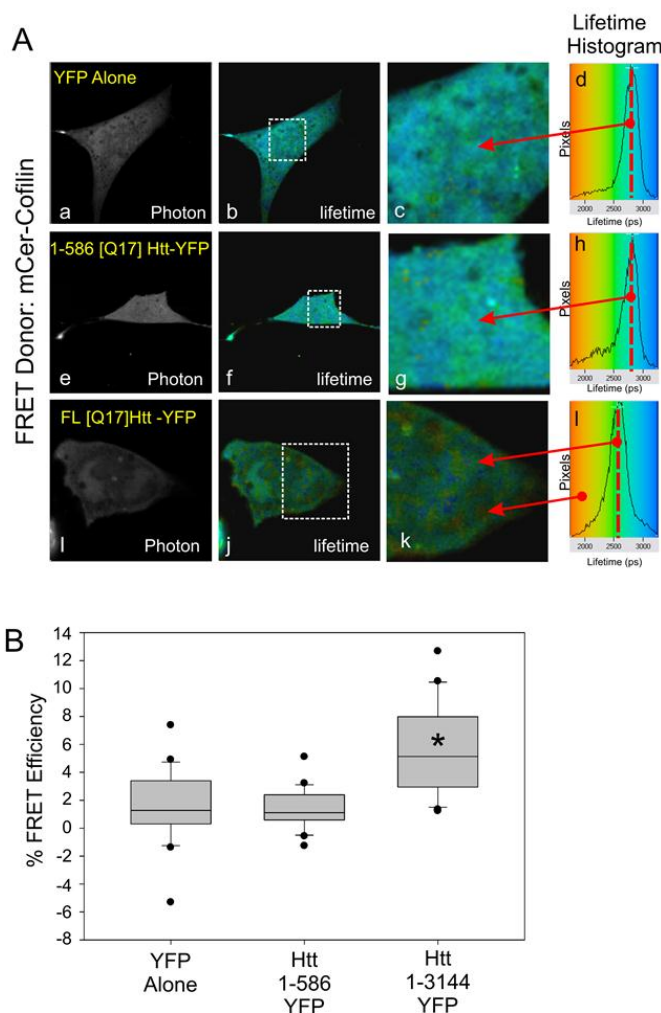 A
Lifetime
Histogram
FRET Donor: mCer-Cofilin
YFP Alone
a
Photon
b
lifetime
c
d
Pixels
2000 2500 3000
Lifetime (ps)
1-586 [Q17] Htt-YFP
e
Photon
f
lifetime
g
h
Pixels
2000 2500 3000
Lifetime (ps)
FL [Q17]Htt -YFP
l
Photon
j
lifetime
k
l
Pixels
2000 2500 3000
Lifetime (ps)
B
% FRET Efficiency
14
12
10
8
6
4
2
0
-2
-4
-6
-8
*
YFP
Alone
Htt
1-586
YFP
Htt
1-3144
YFP